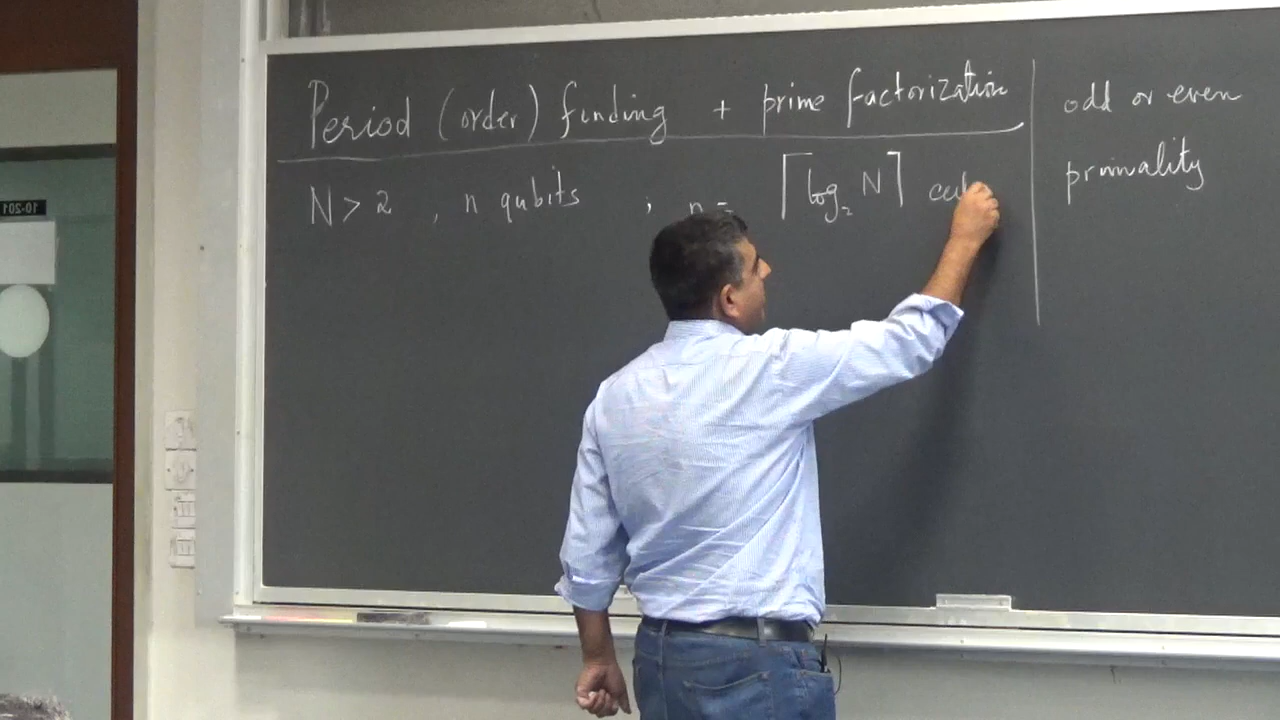 Period (order) finding + prime factorization
N > 2 , n qubits ; n = ⌈log₂ N⌉
odd or even
primality